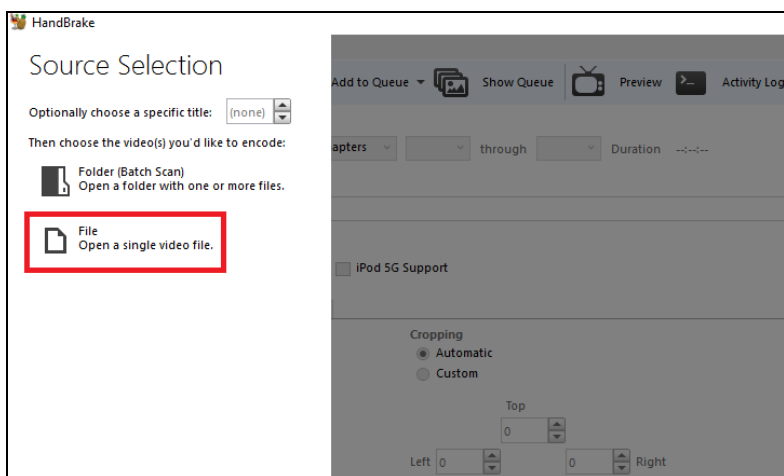 HandBrake
Source Selection
Add to Queue
Show Queue
Preview
Activity Log
Optionally choose a specific title: (none)
Then choose the video(s) you'd like to encode:
apters
through
Duration --:--:--
Folder (Batch Scan)
Open a folder with one or more files.
File
Open a single video file.
iPod 5G Support
Cropping
Automatic
Custom
Top
0
Left 0
0 Right